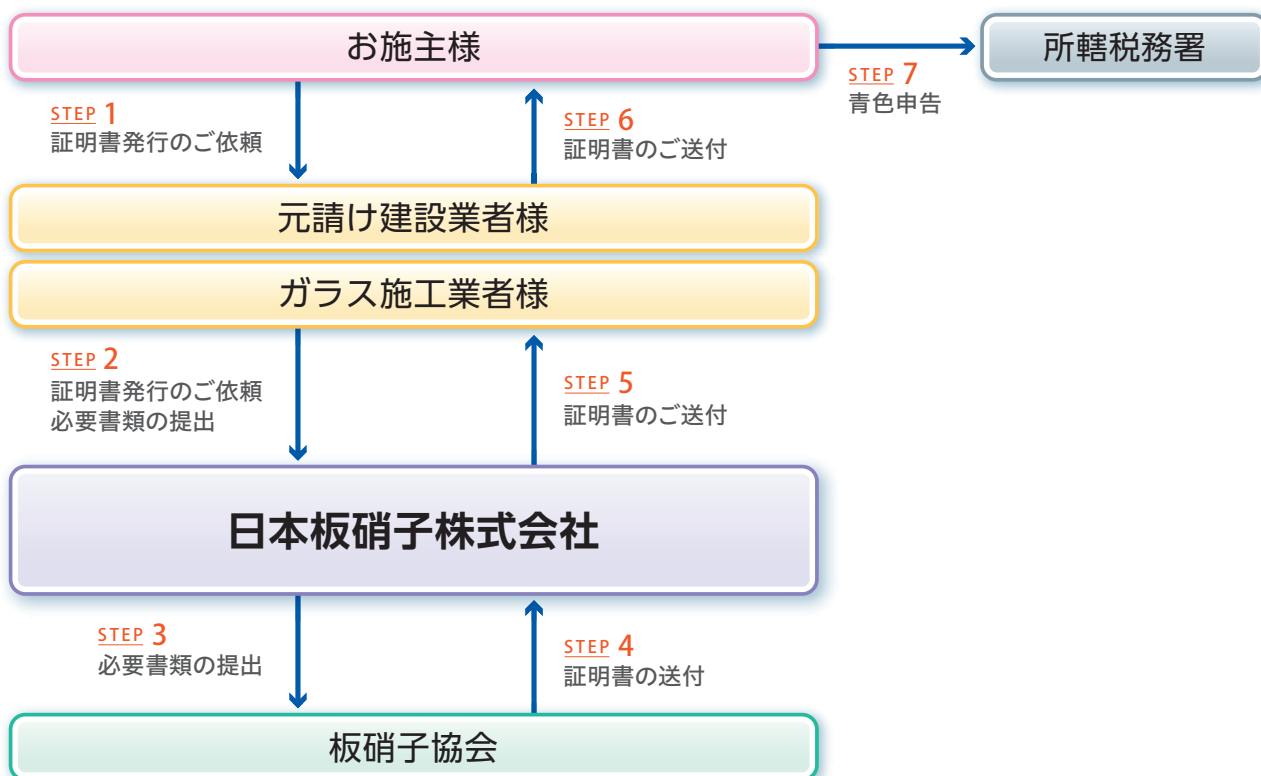 お施主様
所轄税務署
STEP 7
青色申告
STEP 1
証明書発行のご依頼
STEP 6
証明書のご送付
元請け建設業者様
ガラス施工業者様
STEP 2
証明書発行のご依頼
必要書類の提出
STEP 5
証明書のご送付
日本板硝子株式会社
STEP 3
必要書類の提出
STEP 4
証明書の送付
板硝子協会